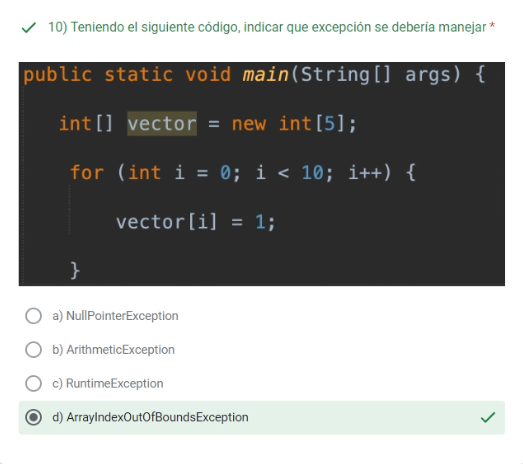 10) Teniendo el siguiente código, indicar que excepción se debería manejar *
public static void main(String[] args) {
int[] vector = new int[5];
for (int i = 0; i < 10; i++) {
vector[i] = 1;
}
a) NullPointerException
b) ArithmeticException
c) RuntimeException
d) ArrayIndexOutOfBoundsException